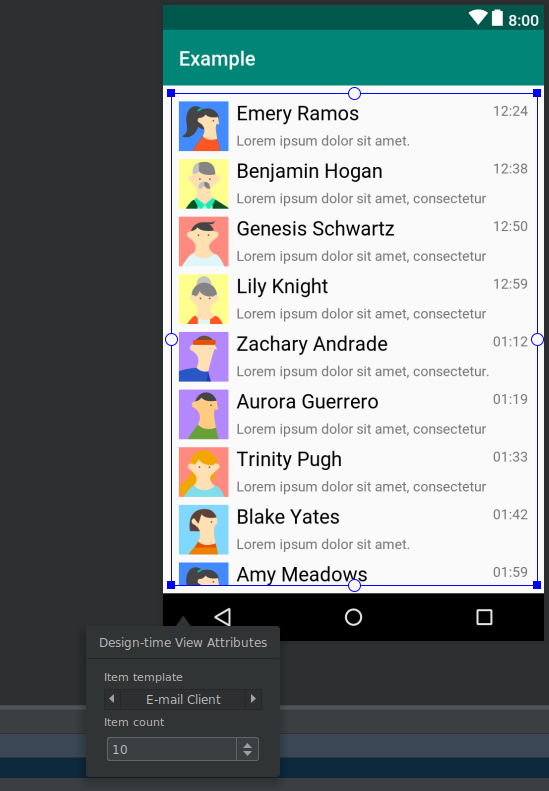 8:00
Example
Emery Ramos 12:24
Lorem ipsum dolor sit amet.
Benjamin Hogan 12:38
Lorem ipsum dolor sit amet, consectetur
Genesis Schwartz 12:50
Lorem ipsum dolor sit amet, consectetur
Lily Knight 12:59
Lorem ipsum dolor sit amet, consectetur
Zachary Andrade 01:12
Lorem ipsum dolor sit amet, consectetur.
Aurora Guerrero 01:19
Lorem ipsum dolor sit amet, consectetur
Trinity Pugh 01:33
Lorem ipsum dolor sit amet, consectetur
Blake Yates 01:42
Lorem ipsum dolor sit amet.
Amy Meadows 01:59
Design-time View Attributes
Item template
E-mail Client
Item count
10